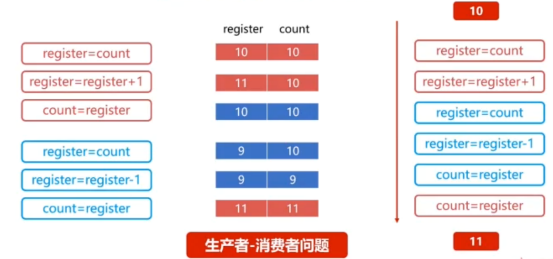 register count
10
register=count
10 10
register=count
register=register+1
11 10
register=register+1
count=register
10 10
register=count
register=count
9 10
register=register-1
register=register-1
9 9
count=register
count=register
11 11
count=register
生产者-消费者问题
11